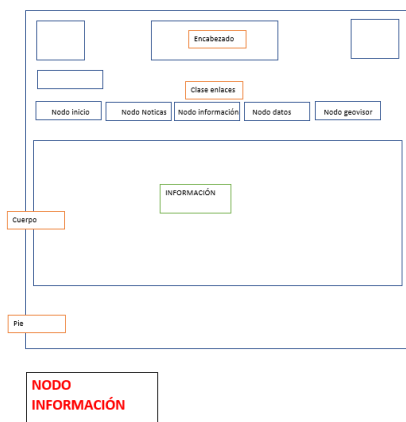 Encabezado
Clase enlaces
Nodo inicio
Nodo Noticas
Nodo información
Nodo datos
Nodo geovisor
INFORMACIÓN
Cuerpo
Pie
NODO
INFORMACIÓN